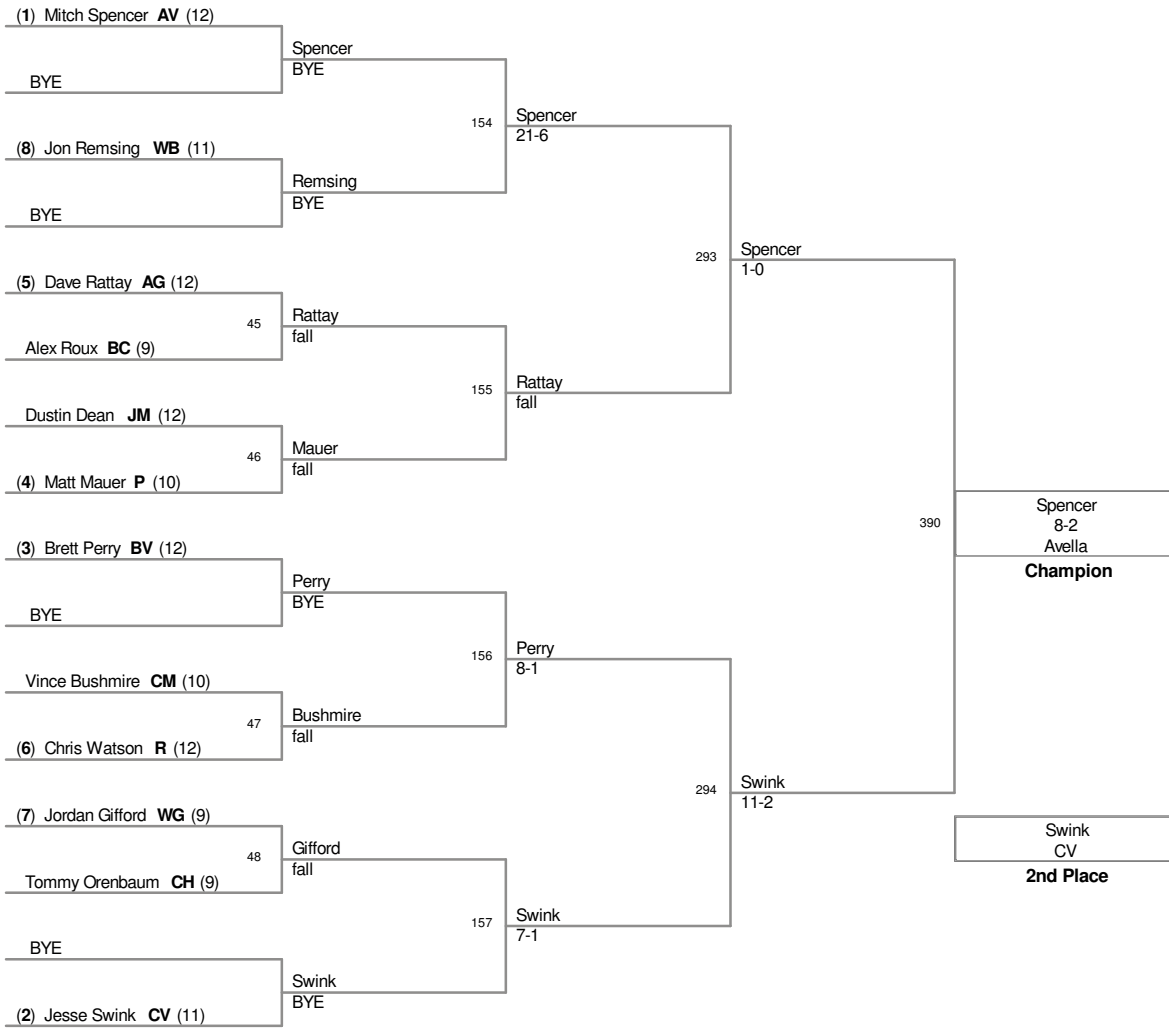 (1) Mitch Spencer AV (12)
Spencer
BYE
BYE
154
Spencer
21-6
(8) Jon Remsing WB (11)
Remsing
BYE
BYE
293
Spencer
1-0
(5) Dave Rattay AG (12)
45
Rattay
fall
Alex Roux BC (9)
155
Rattay
fall
Dustin Dean JM (12)
46
Mauer
fall
(4) Matt Mauer P (10)
390
Spencer
8-2
Avella
Champion
(3) Brett Perry BV (12)
Perry
BYE
BYE
156
Perry
8-1
Vince Bushmire CM (10)
47
Bushmire
fall
(6) Chris Watson R (12)
294
Swink
11-2
(7) Jordan Gifford WG (9)
48
Gifford
fall
Tommy Orenbaum CH (9)
Swink
CV
2nd Place
157
Swink
7-1
BYE
Swink
BYE
(2) Jesse Swink CV (11)